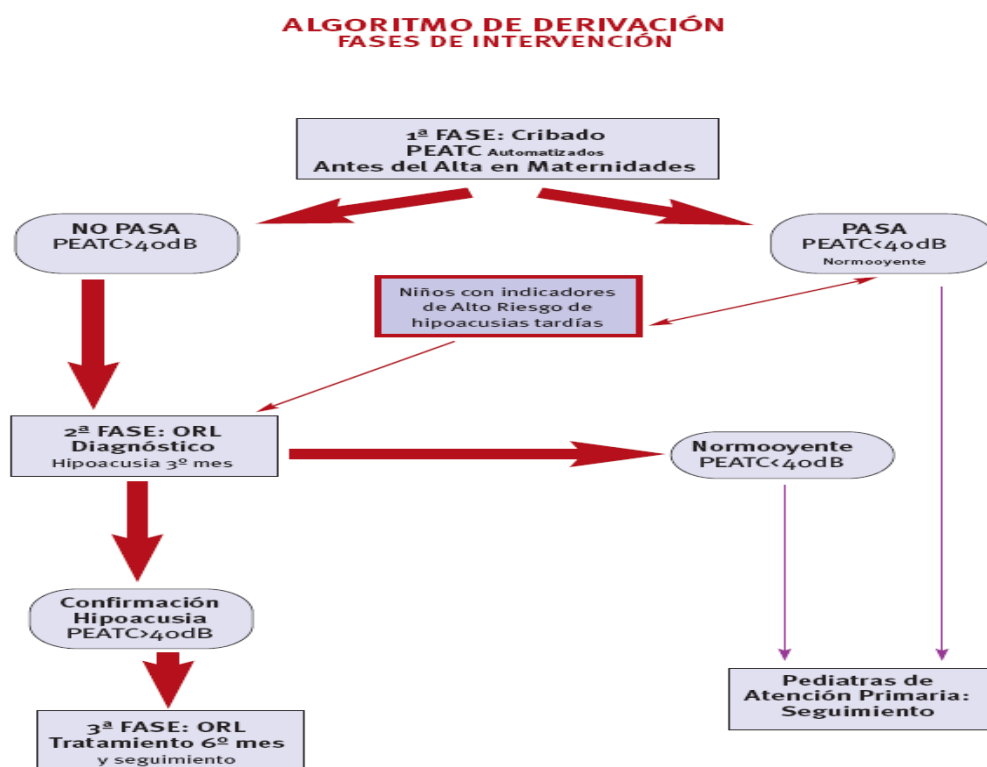 ALGORITMO DE DERIVACIÓN
FASES DE INTERVENCIÓN
1ª FASE: Cribado
PEATC Automatizados
Antes del Alta en Maternidades
NO PASA
PEATC>40dB
PASA
PEATC<40dB
Normooyente
Niños con indicadores
de Alto Riesgo de
hipoacusias tardías
2ª FASE: ORL
Diagnóstico
Hipoacusia 3º mes
Normooyente
PEATC<40dB
Confirmación
Hipoacusia
PEATC>40dB
Pediatras de
Atención Primaria:
Seguimiento
3ª FASE: ORL
Tratamiento 6º mes
y seguimiento